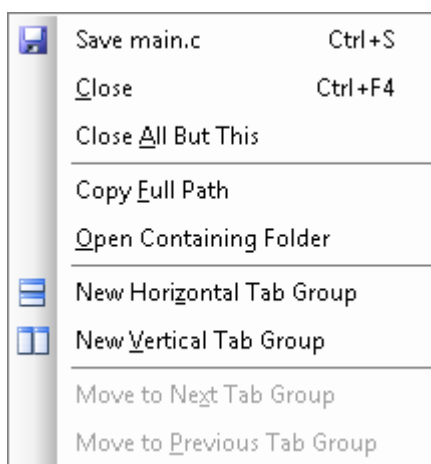 Save main.c Ctrl+S
Close Ctrl+F4
Close All But This
Copy Full Path
Open Containing Folder
New Horizontal Tab Group
New Vertical Tab Group
Move to Next Tab Group
Move to Previous Tab Group